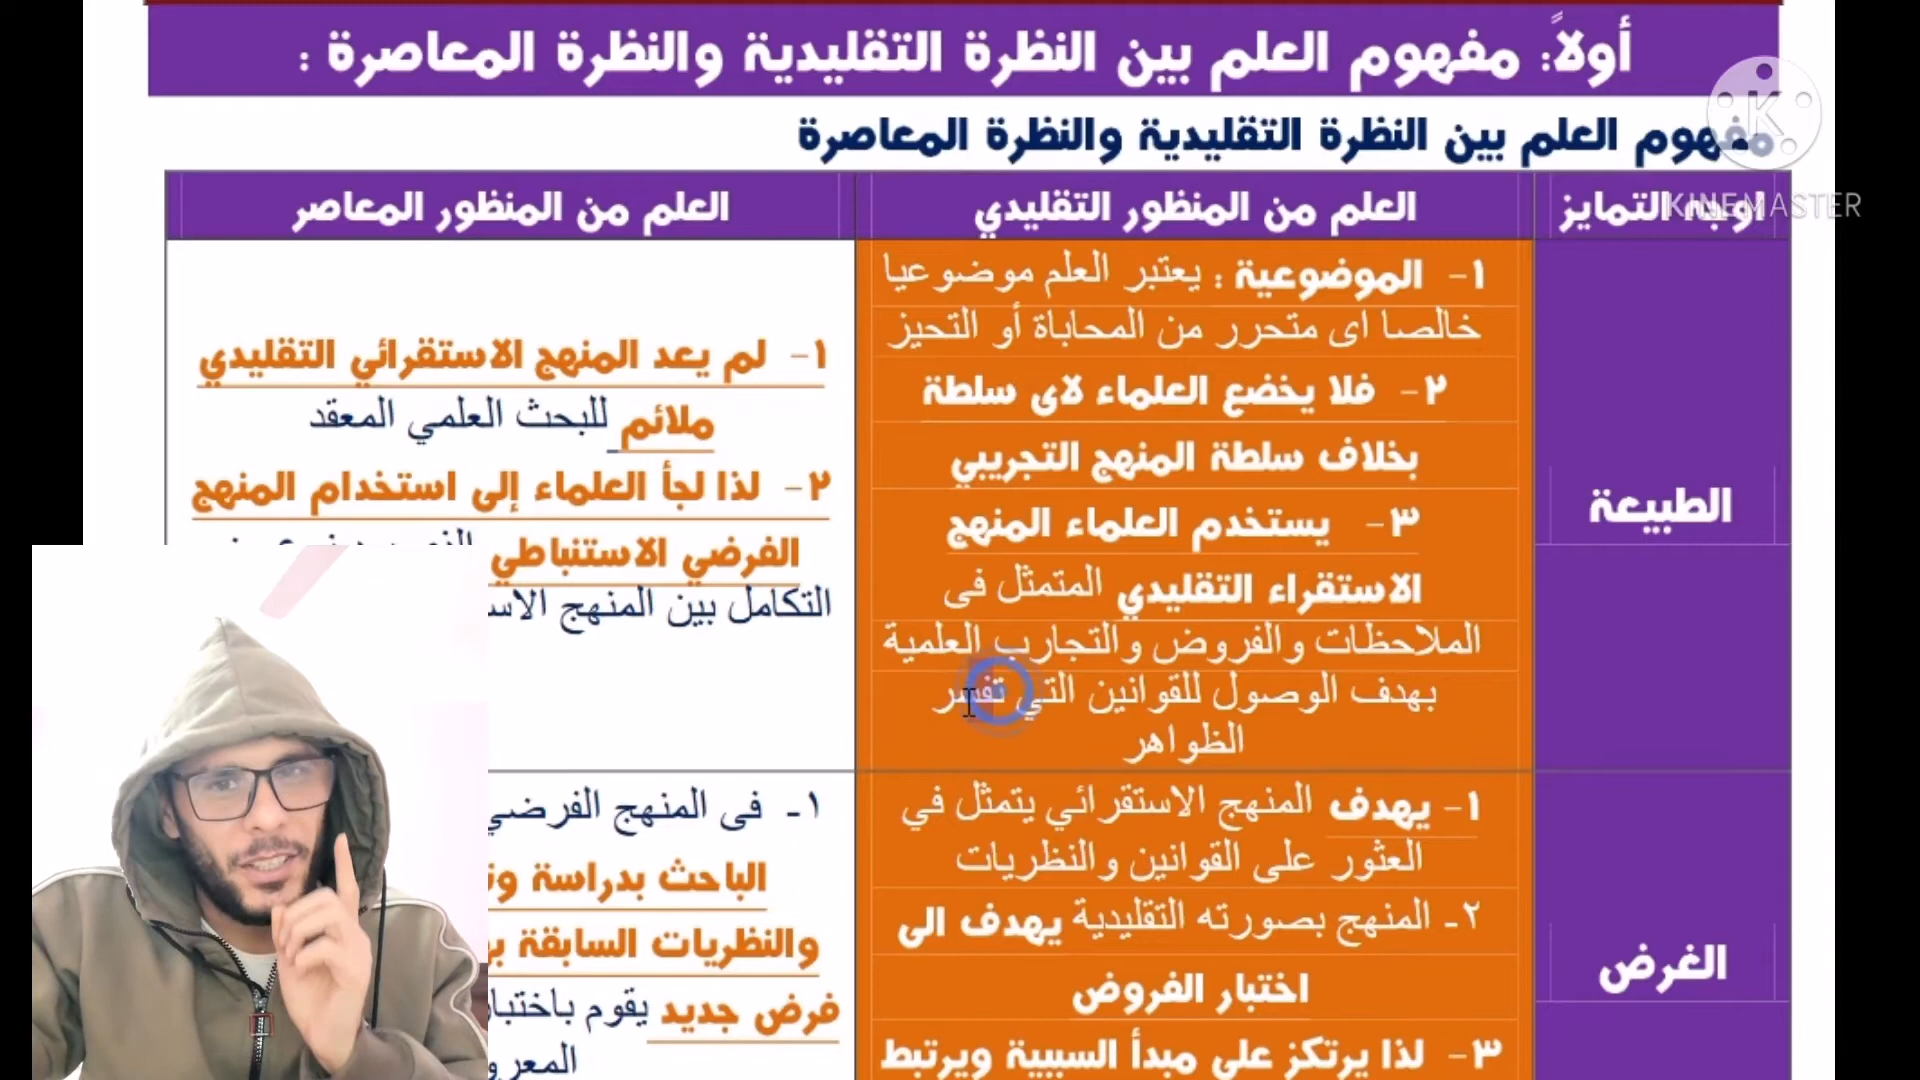 أولاً: مفهوم العلم بين النظرة التقليدية والنظرة المعاصرة :
مفهوم العلم بين النظرة التقليدية والنظرة المعاصرة
KINEMASTER
اوجه التمايز
العلم من المنظور التقليدي
العلم من المنظور المعاصر
الطبيعة
١- الموضوعية : يعتبر العلم موضوعيا
خالصا اى متحرر من المحاباة أو التحيز
٢- فلا يخضع العلماء لاى سلطة
بخلاف سلطة المنهج التجريبي
٣- يستخدم العلماء المنهج
الاستقراء التقليدي المتمثل فى
الملاحظات والفروض والتجارب العلمية
بهدف الوصول للقوانين التي تفسر
الظواهر
١- لم يعد المنهج الاستقرائي التقليدي
ملائم للبحث العلمي المعقد
٢- لذا لجأ العلماء إلى استخدام المنهج
الفرضي الاستنباطي
التكامل بين المنهج
الغرض
١- يهدف المنهج الاستقرائي يتمثل في
العثور على القوانين والنظريات
٢- المنهج بصورته التقليدية يهدف الى
اختبار الفروض
٣- لذا يرتكز على مبدأ السببية ويرتبط
١- فى المنهج
الباحث بدراسة
والنظريات السابقة
فرض جديد يقوم